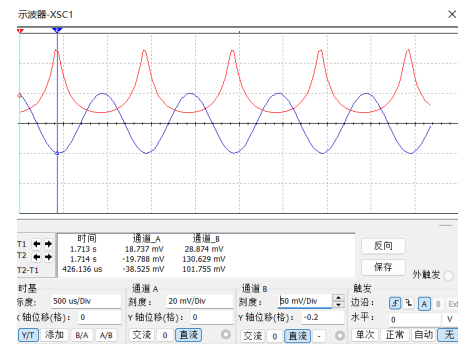 示波器-XSC1
时间 通道_A 通道_B
T1 1.713 s 18.737 mV 28.874 mV
T2 1.714 s -19.788 mV 130.629 mV
T2-T1 426.136 us -38.525 mV 101.755 mV
反向
保存
外触发
时基 通道 A 通道 B 触发
标度: 500 us/Div 刻度: 20 mV/Div 刻度: 50 mV/Div 边沿: A B Ext
X 轴位移(格): 0 Y 轴位移(格): 0 Y 轴位移(格): -0.2 水平: 0 V
Y/T 添加 B/A A/B 交流 0 直流 交流 0 直流 - 单次 正常 自动 无